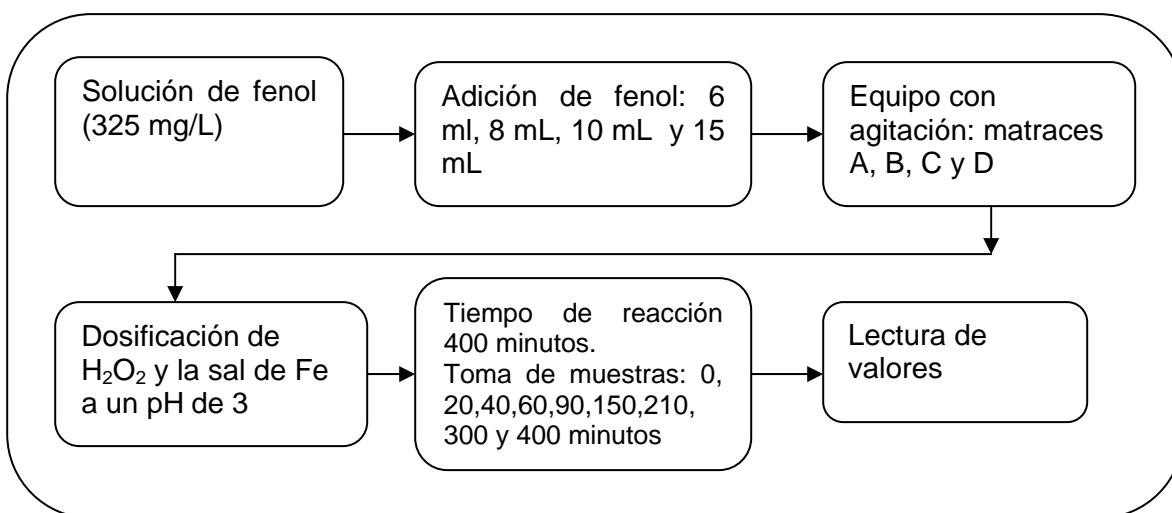 Solución de fenol
(325 mg/L)
Adición de fenol: 6
ml, 8 mL, 10 mL y 15
mL
Equipo con
agitación: matraces
A, B, C y D
Dosificación de
H₂O₂ y la sal de Fe
a un pH de 3
Tiempo de reacción
400 minutos.
Toma de muestras: 0,
20,40,60,90,150,210,
300 y 400 minutos
Lectura de
valores